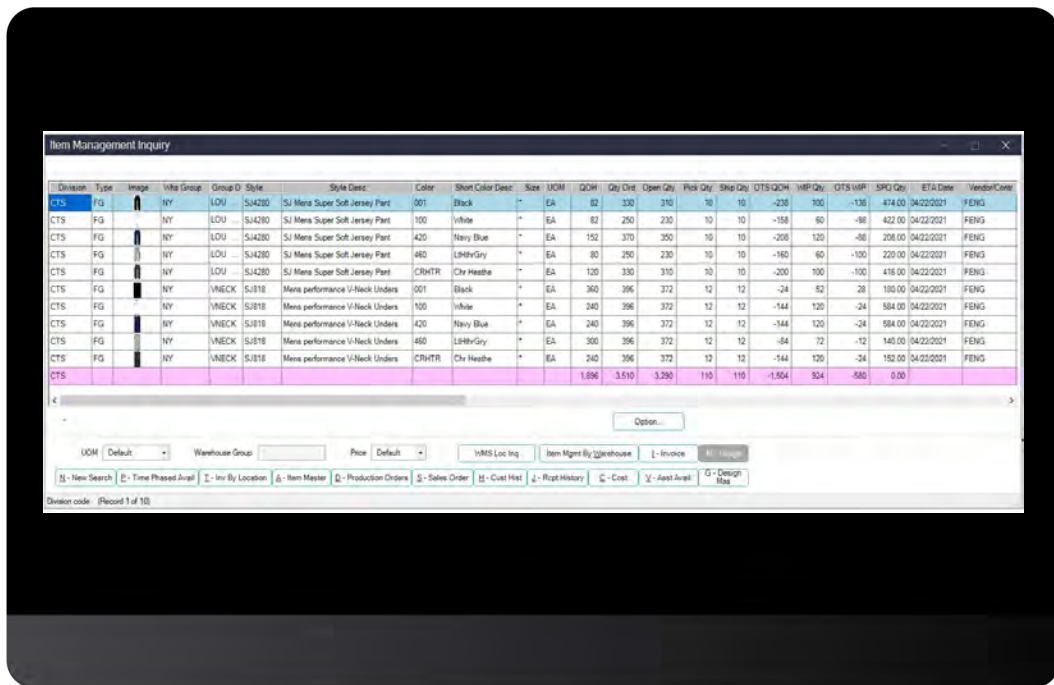 Item Management Inquiry
Division Type Image Whs Group Group D Style Style Desc Color Short Color Desc Size UOM QOH Qty Ord Open Qty Pick Qty Ship Qty OTS QOH WIP Qty OTS WIP SPO Qty ETA Date Vendor/Contr
CTS FG NY LOU ... SJ4280 SJ Mens Super Soft Jersey Pant 001 Black * EA 82 330 310 10 10 -238 100 -138 474.00 04/22/2021 FENG
CTS FG NY LOU ... SJ4280 SJ Mens Super Soft Jersey Pant 100 White * EA 82 250 230 10 10 -158 60 -98 422.00 04/22/2021 FENG
CTS FG NY LOU ... SJ4280 SJ Mens Super Soft Jersey Pant 420 Navy Blue * EA 152 370 350 10 10 -208 120 -88 208.00 04/22/2021 FENG
CTS FG NY LOU ... SJ4280 SJ Mens Super Soft Jersey Pant 460 LtHthrGry * EA 80 250 230 10 10 -160 60 -100 220.00 04/22/2021 FENG
CTS FG NY LOU ... SJ4280 SJ Mens Super Soft Jersey Pant CRHTR Chr Heathe * EA 120 330 310 10 10 -200 100 -100 416.00 04/22/2021 FENG
CTS FG NY VNECK SJ818 Mens performance V-Neck Unders 001 Black * EA 360 396 372 12 12 -24 52 28 180.00 04/22/2021 FENG
CTS FG NY VNECK SJ818 Mens performance V-Neck Unders 100 White * EA 240 396 372 12 12 -144 120 -24 584.00 04/22/2021 FENG
CTS FG NY VNECK SJ818 Mens performance V-Neck Unders 420 Navy Blue * EA 240 396 372 12 12 -144 120 -24 584.00 04/22/2021 FENG
CTS FG NY VNECK SJ818 Mens performance V-Neck Unders 460 LtHthrGry * EA 300 396 372 12 12 -84 72 -12 140.00 04/22/2021 FENG
CTS FG NY VNECK SJ818 Mens performance V-Neck Unders CRHTR Chr Heathe * EA 240 396 372 12 12 -144 120 -24 152.00 04/22/2021 FENG
CTS 1,896 3,510 3,290 110 110 -1,504 924 -580 0.00
Option...
UOM Default Warehouse Group Price Default WMS Loc Inq Item Mgmt By Warehouse I - Invoice
N - New Search P - Time Phased Avail T - Inv By Location A - Item Master D - Production Orders S - Sales Order H - Cust Hist J - Rcpt History C - Cost V - Asst Avail G - Design Mas
Division code (Record 1 of 10)